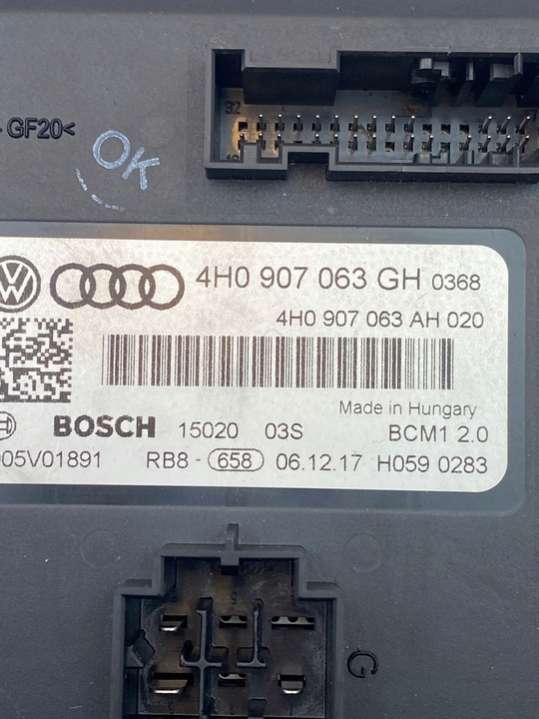 32
GF20<
OK
4H0 907 063 GH 0368
4H0 907 063 AH 020
Made in Hungary
BOSCH 15020 03S BCM1 2.0
005V01891 RB8 - 658 06.12.17 H059 0283
G